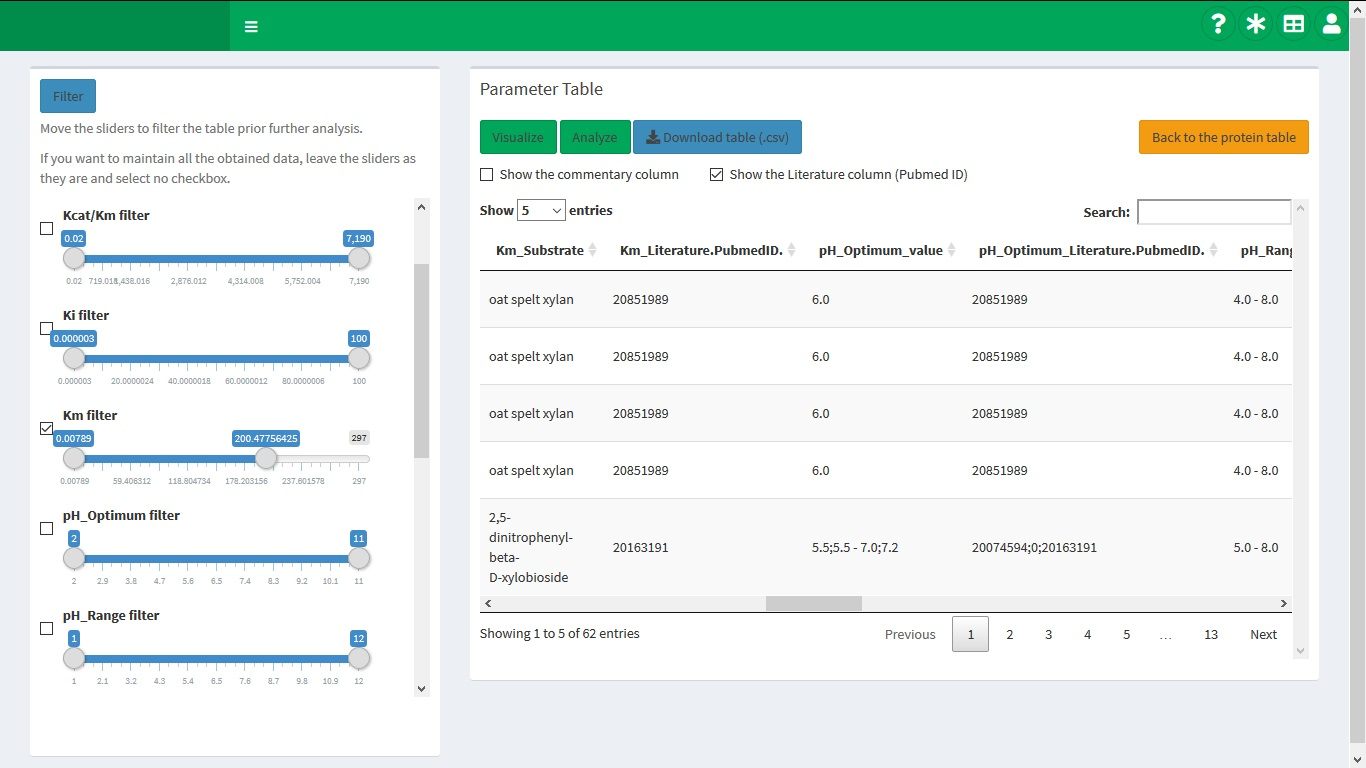 Filter
Move the sliders to filter the table prior further analysis.
If you want to maintain all the obtained data, leave the sliders as
they are and select no checkbox.
Kcat/Km filter
0.02 7,190
0.02 2,876.012 4,314.008 5,752.004 7,190
Ki filter
0.000003 100
0.000003 20.0000024 40.0000018 60.0000012 80.0000006 100
Km filter
0.00789 200.47756425 297
0.00789 59.406312 118.804734 178.203156 237.601578 297
pH_Optimum filter
2 11
2 2.9 3.8 4.7 5.6 6.5 7.4 8.3 9.2 10.1 11
pH_Range filter
1 12
1 2.1 3.2 4.3 5.4 6.5 7.6 8.7 9.8 10.9 12
Parameter Table
Visualize Analyze Download table (.csv) Back to the protein table
Show the commentary column Show the Literature column (Pubmed ID)
Show 5 entries Search:
Km_Substrate Km_Literature.PubmedID. pH_Optimum_value pH_Optimum_Literature.PubmedID.
oat spelt xylan 20851989 6.0 20851989 4.0 - 8.0
oat spelt xylan 20851989 6.0 20851989 4.0 - 8.0
oat spelt xylan 20851989 6.0 20851989 4.0 - 8.0
oat spelt xylan 20851989 6.0 20851989 4.0 - 8.0
2,5-
dinitrophenyl-
beta-
D-xylobioside
20163191 5.5;5.5 - 7.0;7.2 20074594;0;20163191 5.0 - 8.0
Showing 1 to 5 of 62 entries
Previous 1 2 3 4 5 … 13 Next